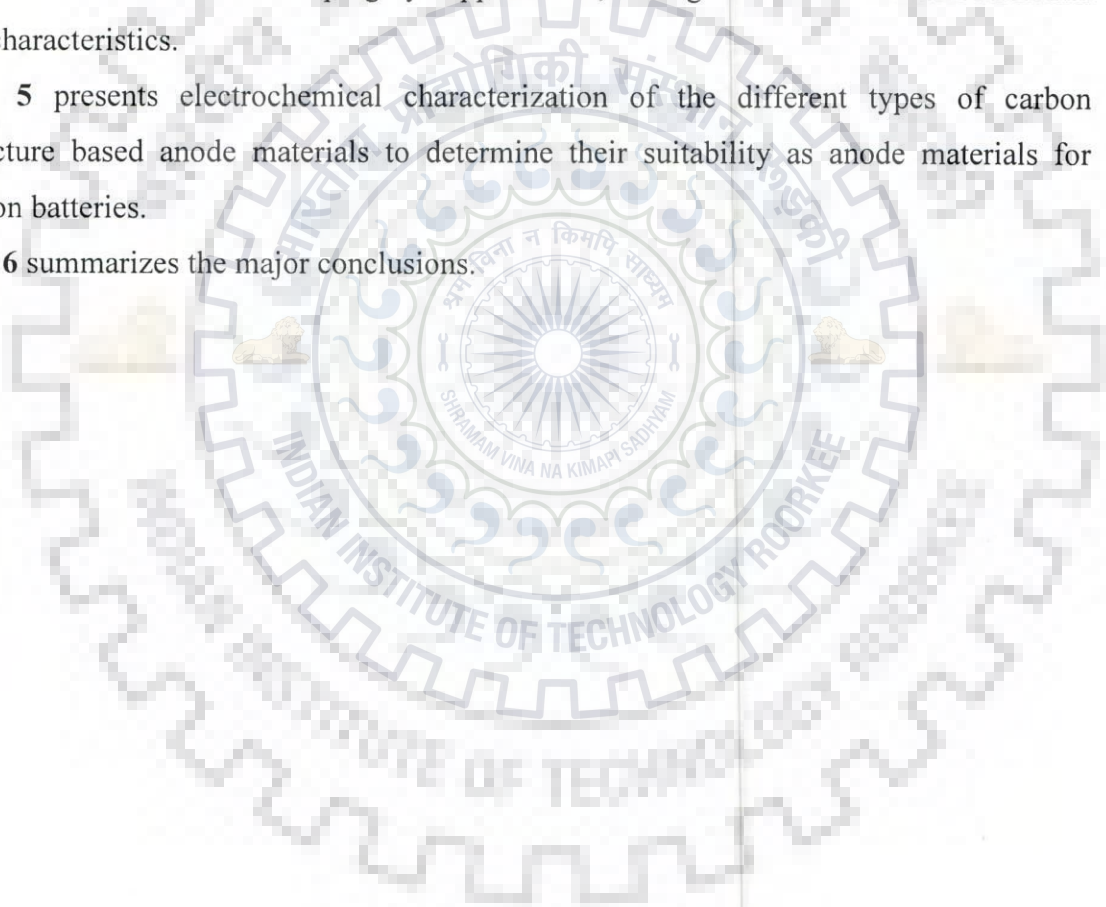 characteristics.
5 presents electrochemical characterization of the different types of carbon
cture based anode materials to determine their suitability as anode materials for
on batteries.
6 summarizes the major conclusions.
भारतीय प्रौद्योगिकी संस्थान रुड़की
श्रमं विना न किमपि साध्यम्
SHRAMAM VINA NA KIMAPI SADHYAM
INDIAN INSTITUTE OF TECHNOLOGY ROORKEE